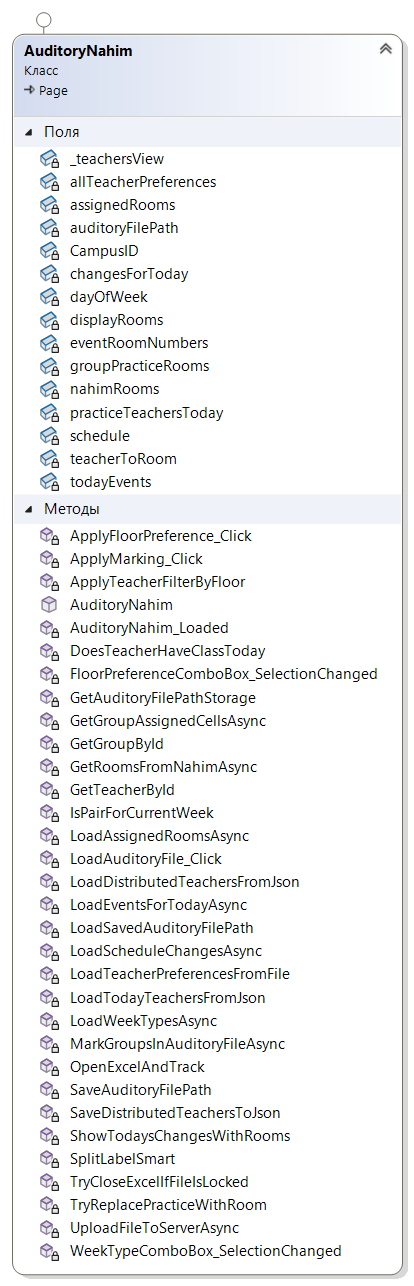 AuditoryNahim
Класс
Page
Поля
_teachersView
allTeacherPreferences
assignedRooms
auditoryFilePath
CampusID
changesForToday
dayOfWeek
displayRooms
eventRoomNumbers
groupPracticeRooms
nahimRooms
practiceTeachersToday
schedule
teacherToRoom
todayEvents
Методы
ApplyFloorPreference_Click
ApplyMarking_Click
ApplyTeacherFilterByFloor
AuditoryNahim
AuditoryNahim_Loaded
DoesTeacherHaveClassToday
FloorPreferenceComboBox_SelectionChanged
GetAuditoryFilePathStorage
GetGroupAssignedCellsAsync
GetGroupById
GetRoomsFromNahimAsync
GetTeacherById
IsPairForCurrentWeek
LoadAssignedRoomsAsync
LoadAuditoryFile_Click
LoadDistributedTeachersFromJson
LoadEventsForTodayAsync
LoadSavedAuditoryFilePath
LoadScheduleChangesAsync
LoadTeacherPreferencesFromFile
LoadTodayTeachersFromJson
LoadWeekTypesAsync
MarkGroupsInAuditoryFileAsync
OpenExcelAndTrack
SaveAuditoryFilePath
SaveDistributedTeachersToJson
ShowTodaysChangesWithRooms
SplitLabelSmart
TryCloseExcelIfFileIsLocked
TryReplacePracticeWithRoom
UploadFileToServerAsync
WeekTypeComboBox_SelectionChanged